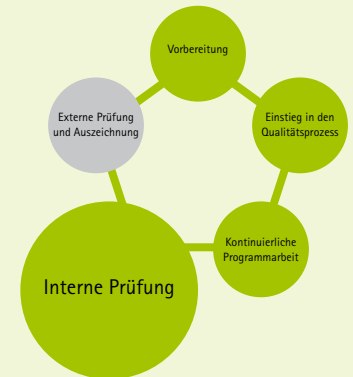 Vorbereitung
Externe Prüfung
und Auszeichnung
Einstieg in den
Qualitätsprozess
Kontinuierliche
Programmarbeit
Interne Prüfung